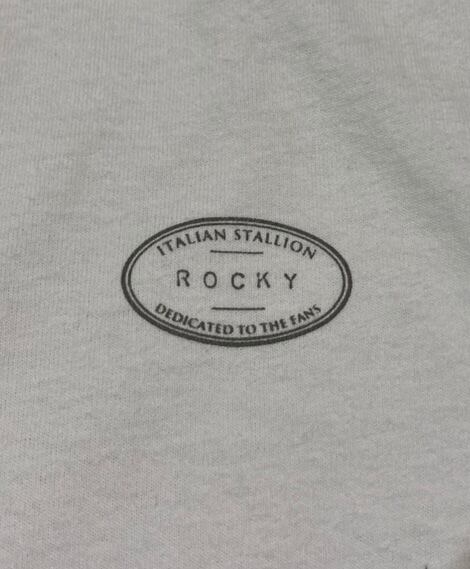 ITALIAN STALLION
ROCKY
DEDICATED TO THE FANS